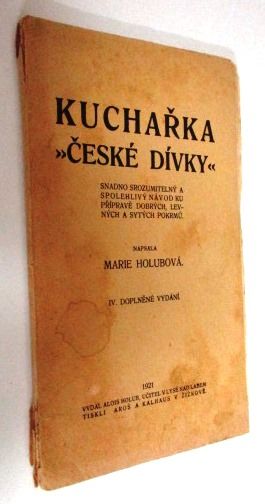 KUCHAŘKA
»ČESKÉ DÍVKY«
SNADNO SROZUMITELNÝ A
SPOLEHLIVÝ NÁVOD KU
PŘÍPRAVĚ DOBRÝCH, LEV-
NÝCH A SYTÝCH POKRMŮ.
NAPSALA
MARIE HOLUBOVÁ.
IV. DOPLNĚNÉ VYDÁNÍ
1921
VYDAL ALOIS HOLUB, UČITEL V LYSÉ NAD LABEM
TISKLI AROŠ A KALHAUS V ŽIŽKOVĚ.